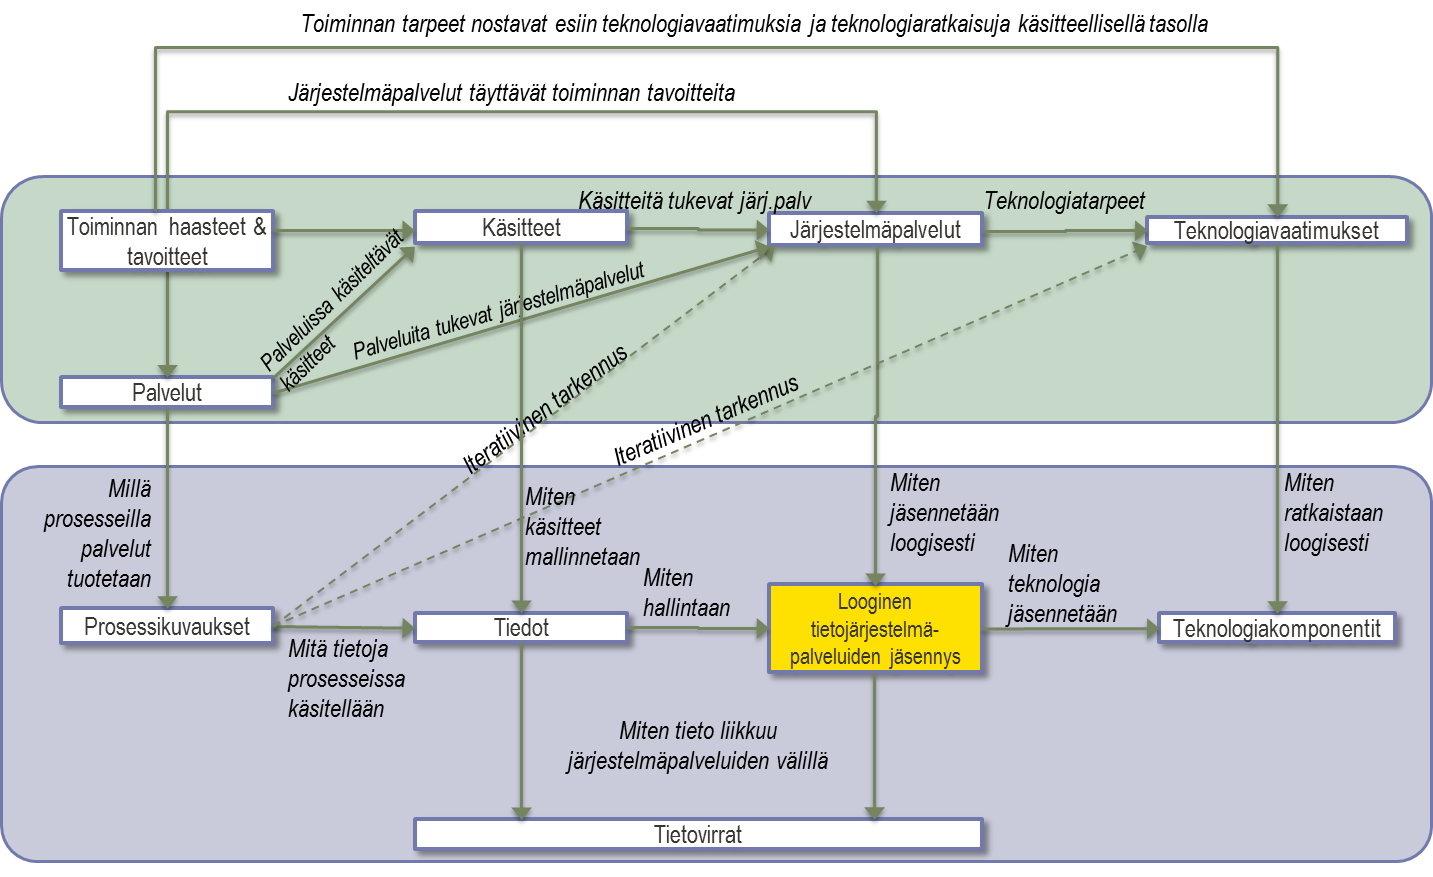 Toiminnan tarpeet nostavat esiin teknologiavaatimuksia ja teknologiaratkaisuja käsitteellisellä tasolla
Järjestelmäpalvelut täyttävät toiminnan tavoitteita
Käsitteitä tukevat järj.palv
Teknologiatarpeet
Toiminnan haasteet &
tavoitteet
Käsitteet
Järjestelmäpalvelut
Teknologiavaatimukset
Palveluissa käsiteltävät
käsitteet
Palveluita tukevat järjestelmäpalvelut
Iteratiivinen tarkennus
Iteratiivinen tarkennus
Palvelut
Millä
prosesseilla
palvelut
tuotetaan
Miten
käsitteet
mallinnetaan
Miten
jäsennetään
loogisesti
Miten
ratkaistaan
loogisesti
Miten
hallintaan
Miten
teknologia
jäsennetään
Prosessikuvaukset
Tiedot
Looginen
tietojärjestelmä-
palveluiden jäsennys
Teknologiakomponentit
Mitä tietoja
prosesseissa
käsitellään
Miten tieto liikkuu
järjestelmäpalveluiden välillä
Tietovirrat